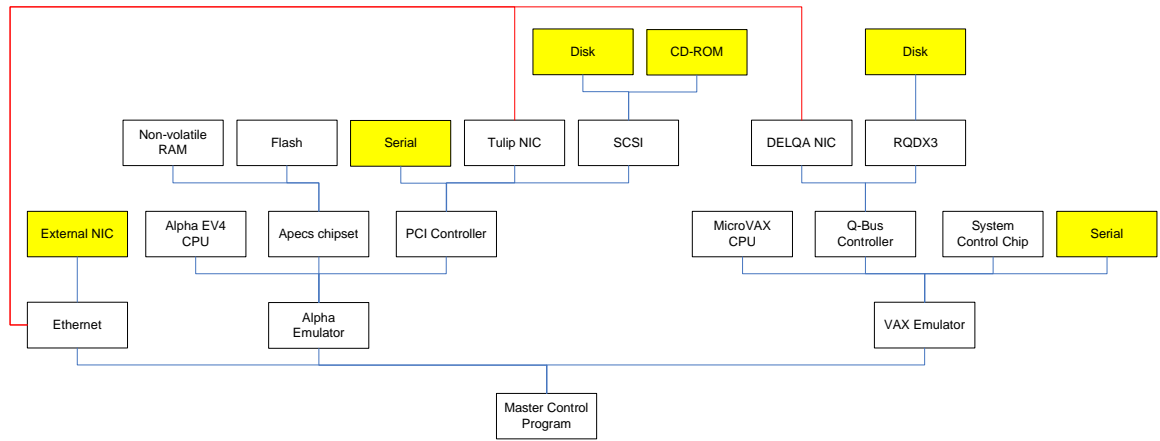 Disk
CD-ROM
Disk
Non-volatile
RAM
Flash
Serial
Tulip NIC
SCSI
DELQA NIC
RQDX3
External NIC
Alpha EV4
CPU
Apecs chipset
PCI Controller
MicroVAX
CPU
Q-Bus
Controller
System
Control Chip
Serial
Ethernet
Alpha
Emulator
VAX Emulator
Master Control
Program